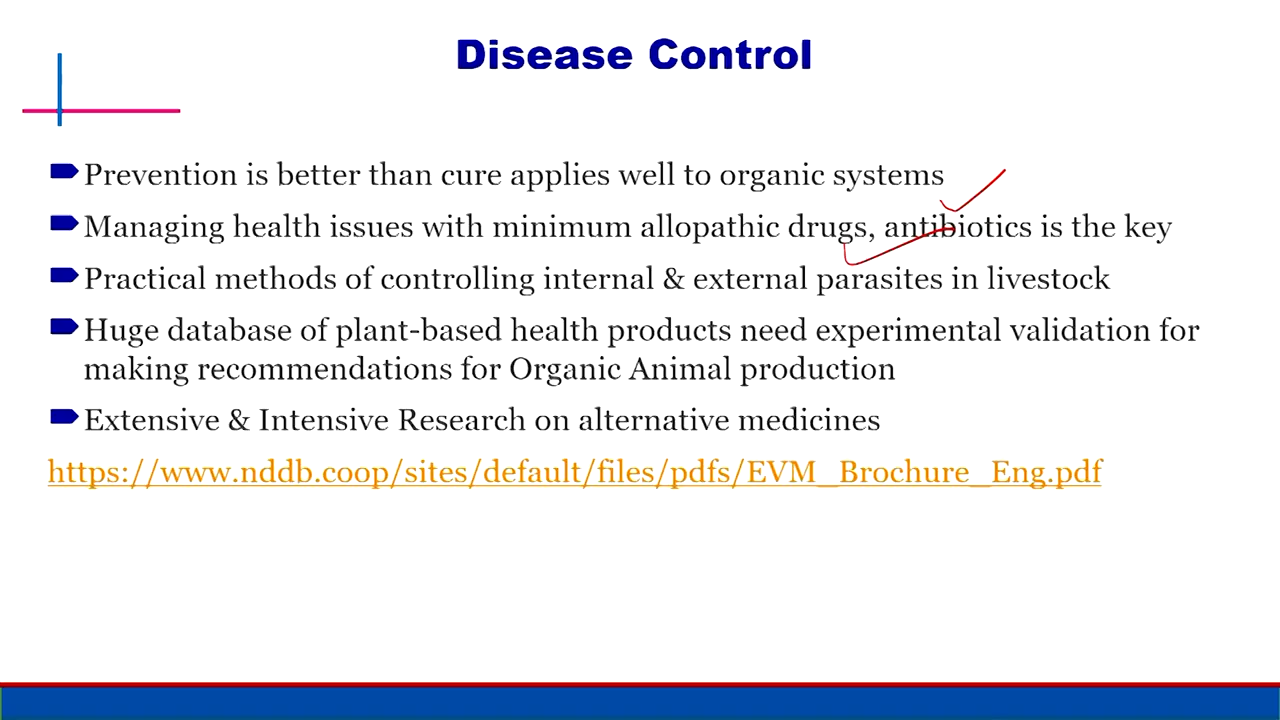 Disease Control
Prevention is better than cure applies well to organic systems
Managing health issues with minimum allopathic drugs, antibiotics is the key
Practical methods of controlling internal & external parasites in livestock
Huge database of plant-based health products need experimental validation for
making recommendations for Organic Animal production
Extensive & Intensive Research on alternative medicines
https://www.nddb.coop/sites/default/files/pdfs/EVM_Brochure_Eng.pdf